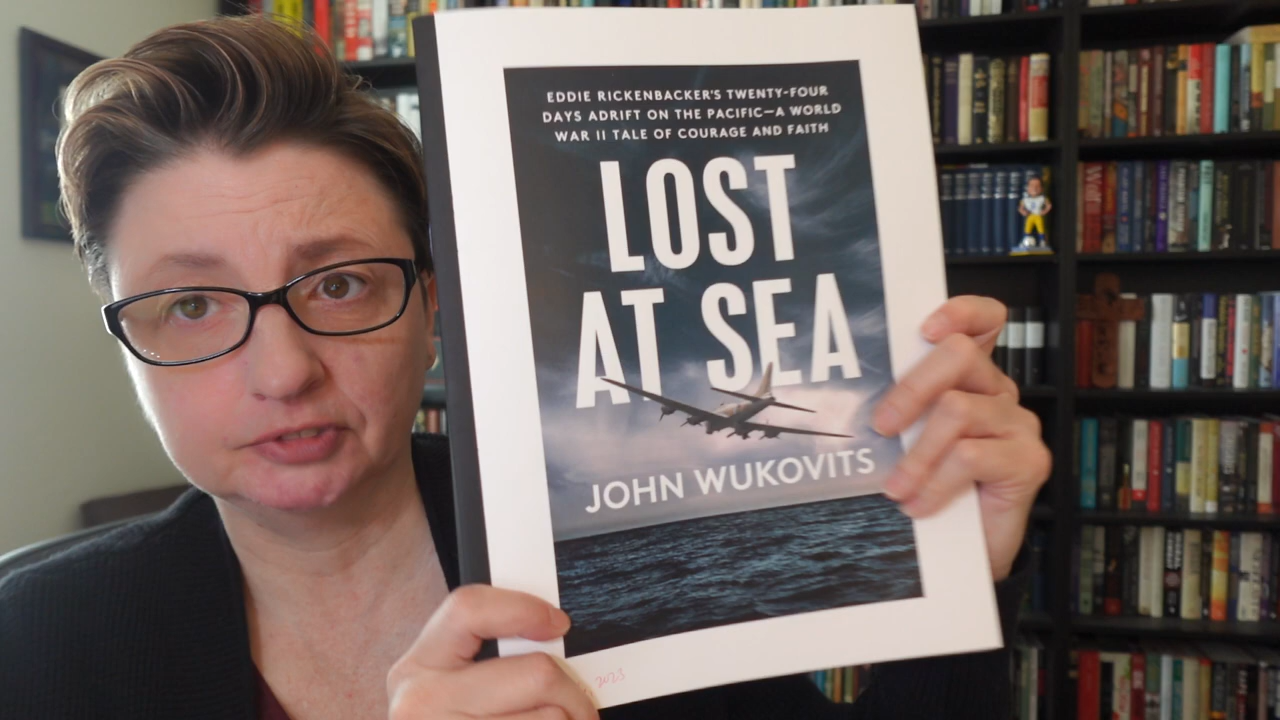 EDDIE RICKENBACKER'S TWENTY-FOUR
DAYS ADRIFT ON THE PACIFIC—A WORLD
WAR II TALE OF COURAGE AND FAITH
LOST
AT SEA
JOHN WUKOVITS
2023